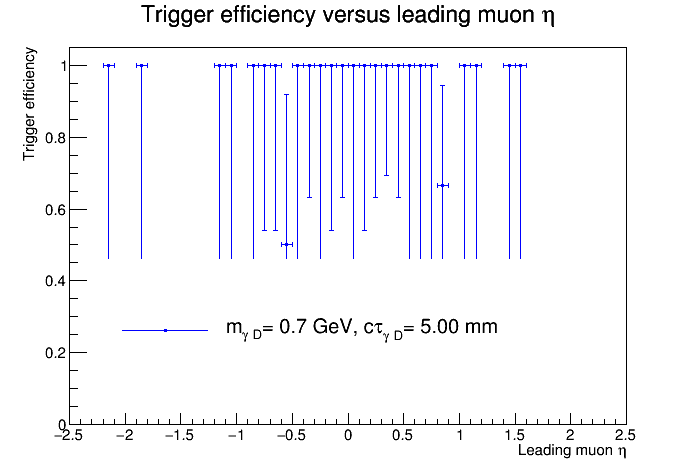 Trigger efficiency versus leading muon η
Trigger efficiency
1
0.8
0.6
0.4
0.2
0
mγ D= 0.7 GeV, cτγ D= 5.00 mm
−2.5 −2 −1.5 −1 −0.5 0 0.5 1 1.5 2 2.5
Leading muon η